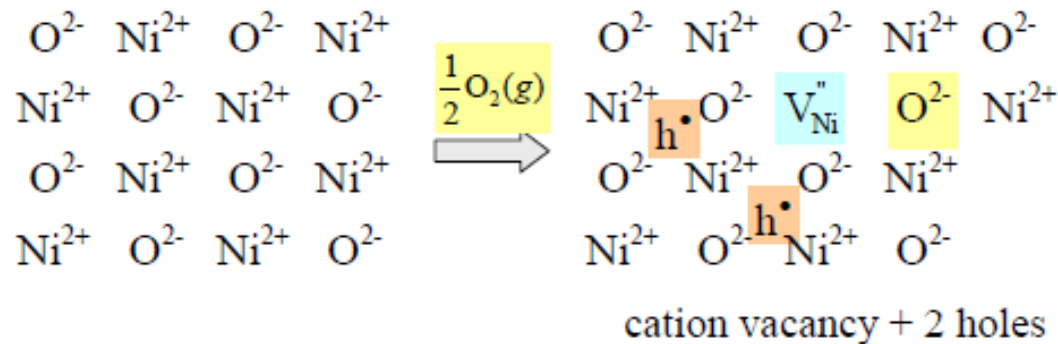 O²⁻ Ni²⁺ O²⁻ Ni²⁺
Ni²⁺ O²⁻ Ni²⁺ O²⁻
O²⁻ Ni²⁺ O²⁻ Ni²⁺
Ni²⁺ O²⁻ Ni²⁺ O²⁻
½O₂(g)
O²⁻ Ni²⁺ O²⁻ Ni²⁺ O²⁻
Ni²⁺ O²⁻ V″Ni O²⁻ Ni²⁺
h•
O²⁻ Ni²⁺ O²⁻ Ni²⁺
h•
Ni²⁺ O²⁻ Ni²⁺ O²⁻
cation vacancy + 2 holes